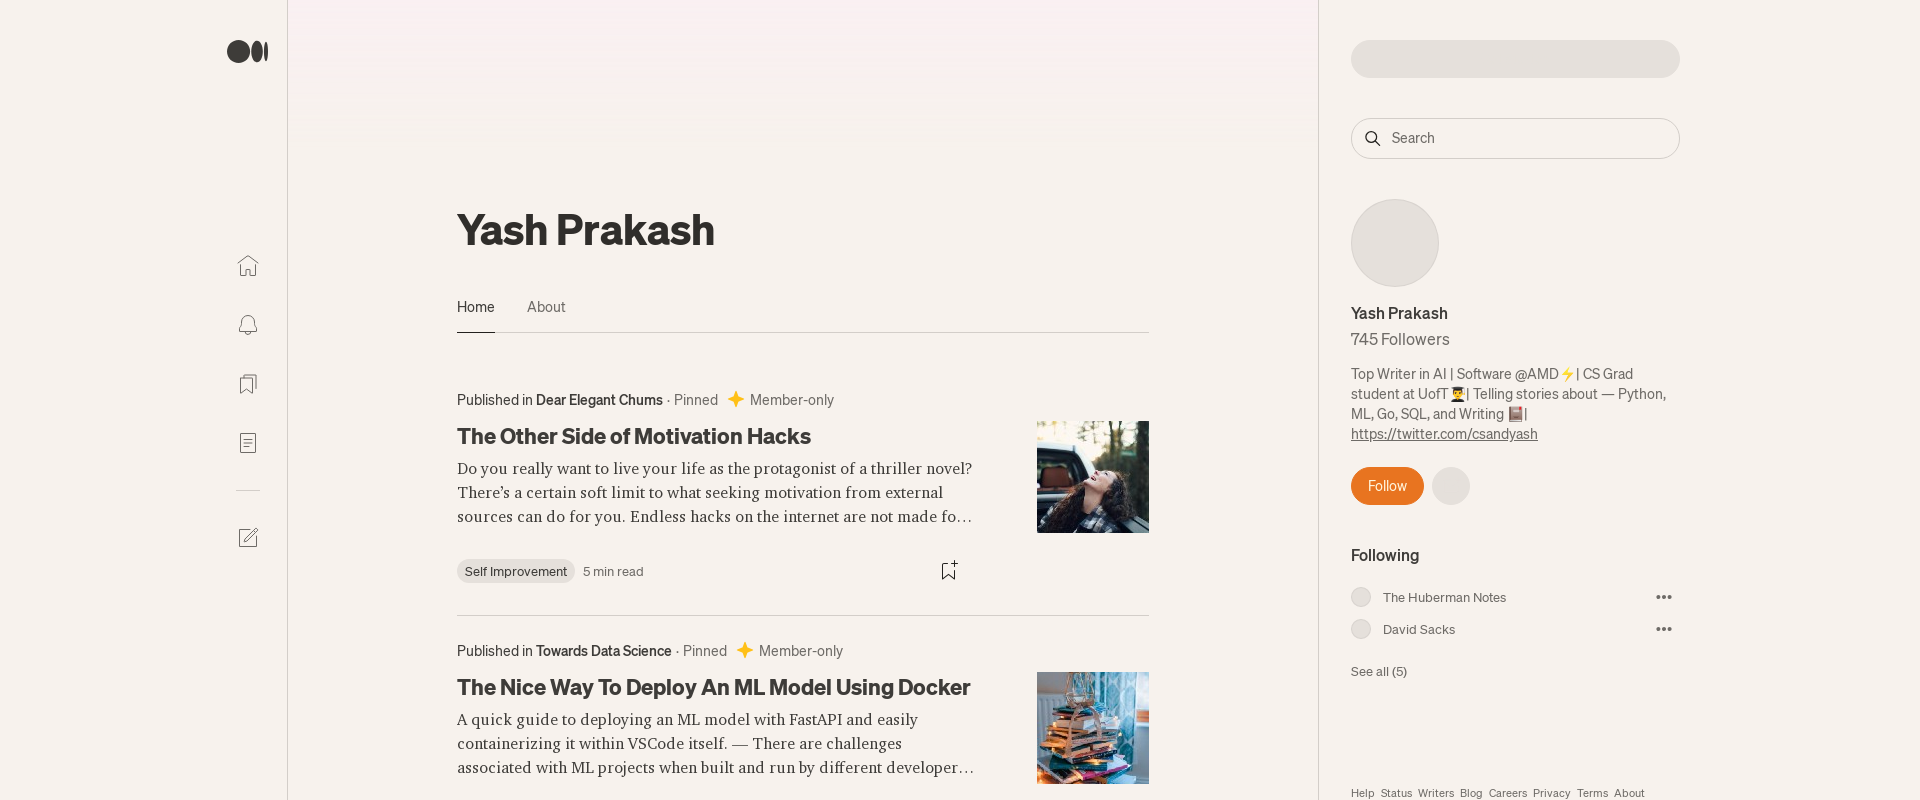 Yash Prakash
Home
About
Published in Dear Elegant Chums · Pinned
Member-only
The Other Side of Motivation Hacks
Do you really want to live your life as the protagonist of a thriller novel?
There’s a certain soft limit to what seeking motivation from external
sources can do for you. Endless hacks on the internet are not made fo…
Self Improvement
5 min read
Published in Towards Data Science · Pinned
Member-only
The Nice Way To Deploy An ML Model Using Docker
A quick guide to deploying an ML model with FastAPI and easily
containerizing it within VSCode itself. — There are challenges
associated with ML projects when built and run by different developer…
Search
Yash Prakash
745 Followers
Top Writer in AI | Software @AMD⚡| CS Grad
student at UofT👨‍🎓| Telling stories about — Python,
ML, Go, SQL, and Writing 📔|
https://twitter.com/csandyash
Follow
Following
The Huberman Notes
David Sacks
See all (5)
Help Status Writers Blog Careers Privacy Terms About